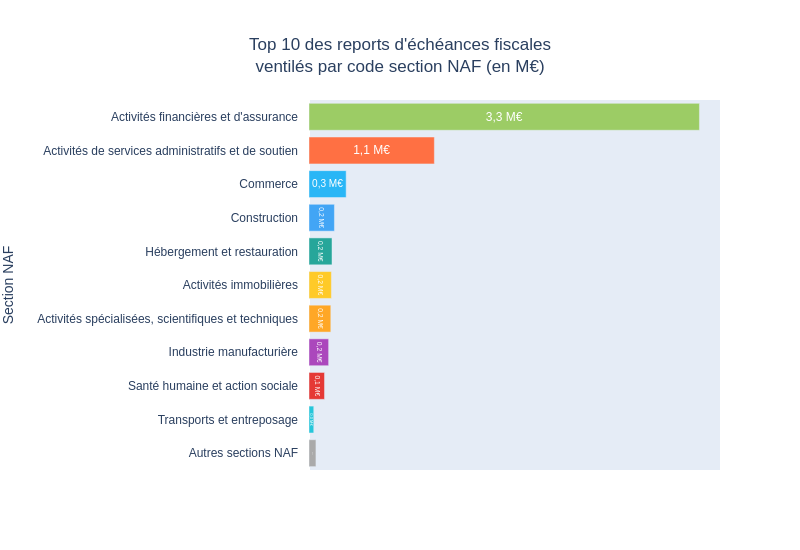 Top 10 des reports d'échéances fiscales
ventilés par code section NAF (en M€)
Section NAF
Activités financières et d'assurance
3,3 M€
Activités de services administratifs et de soutien
1,1 M€
Commerce
0,3 M€
Construction
0,2 M€
Hébergement et restauration
0,2 M€
Activités immobilières
0,2 M€
Activités spécialisées, scientifiques et techniques
0,2 M€
Industrie manufacturière
0,2 M€
Santé humaine et action sociale
0,1 M€
Transports et entreposage
Autres sections NAF